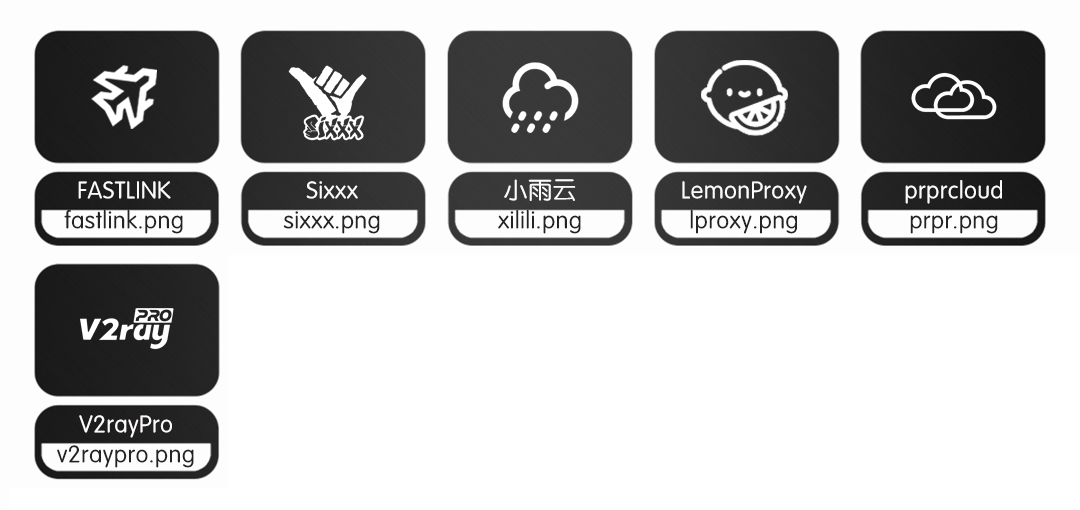 SiXXX
FASTLINK
Sixxx
小雨云
LemonProxy
prprcloud
fastlink.png
sixxx.png
xilili.png
lproxy.png
prpr.png
V2ray PRO
V2rayPro
v2raypro.png